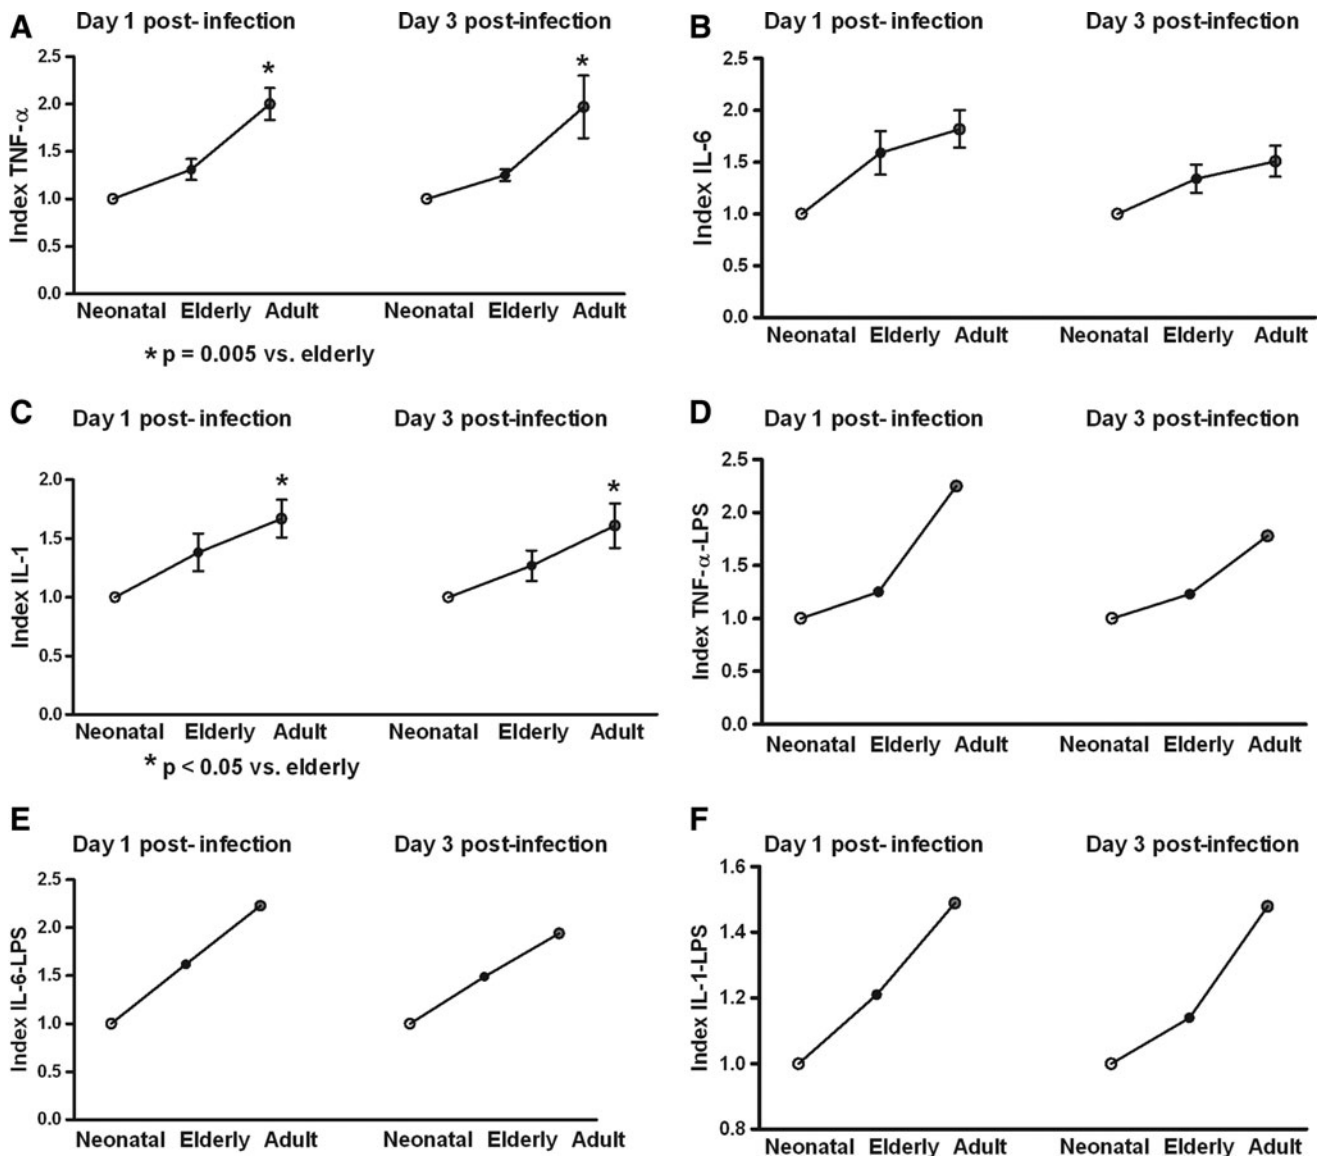 A
Day 1 post- infection
Day 3 post-infection
Index TNF-α
2.5
2.0
1.5
1.0
0.5
0.0
*
*
Neonatal Elderly Adult
Neonatal Elderly Adult
* p = 0.005 vs. elderly
B
Day 1 post-infection
Day 3 post-infection
Index IL-6
2.5
2.0
1.5
1.0
0.5
0.0
Neonatal Elderly Adult
Neonatal Elderly Adult
C
Day 1 post- infection
Day 3 post-infection
Index IL-1
2.0
1.5
1.0
0.5
0.0
*
*
Neonatal Elderly Adult
Neonatal Elderly Adult
* p < 0.05 vs. elderly
D
Day 1 post- infection
Day 3 post-infection
Index TNF-α-LPS
2.5
2.0
1.5
1.0
0.5
0.0
Neonatal Elderly Adult
Neonatal Elderly Adult
E
Day 1 post- infection
Day 3 post-infection
Index IL-6-LPS
2.5
2.0
1.5
1.0
0.5
0.0
Neonatal Elderly Adult
Neonatal Elderly Adult
F
Day 1 post- infection
Day 3 post-infection
Index IL-1-LPS
1.6
1.4
1.2
1.0
0.8
Neonatal Elderly Adult
Neonatal Elderly Adult